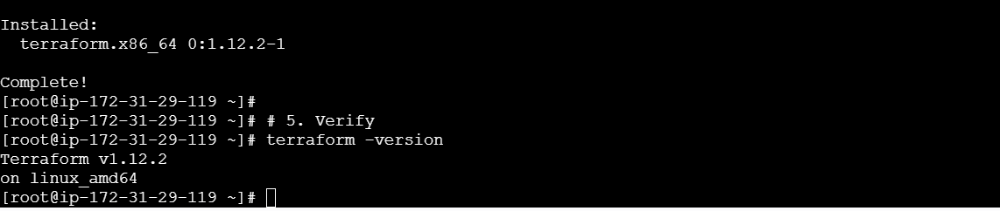 Installed:
terraform.x86_64 0:1.12.2-1
Complete!
[root@ip-172-31-29-119 ~]#
[root@ip-172-31-29-119 ~]# # 5. Verify
[root@ip-172-31-29-119 ~]# terraform -version
Terraform v1.12.2
on linux_amd64
[root@ip-172-31-29-119 ~]#